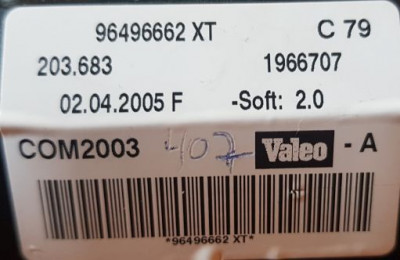 96496662 XT C 79
203.683 1966707
02.04.2005 F -Soft: 2.0
COM2003 407 Valeo - A
*96496662 XT*